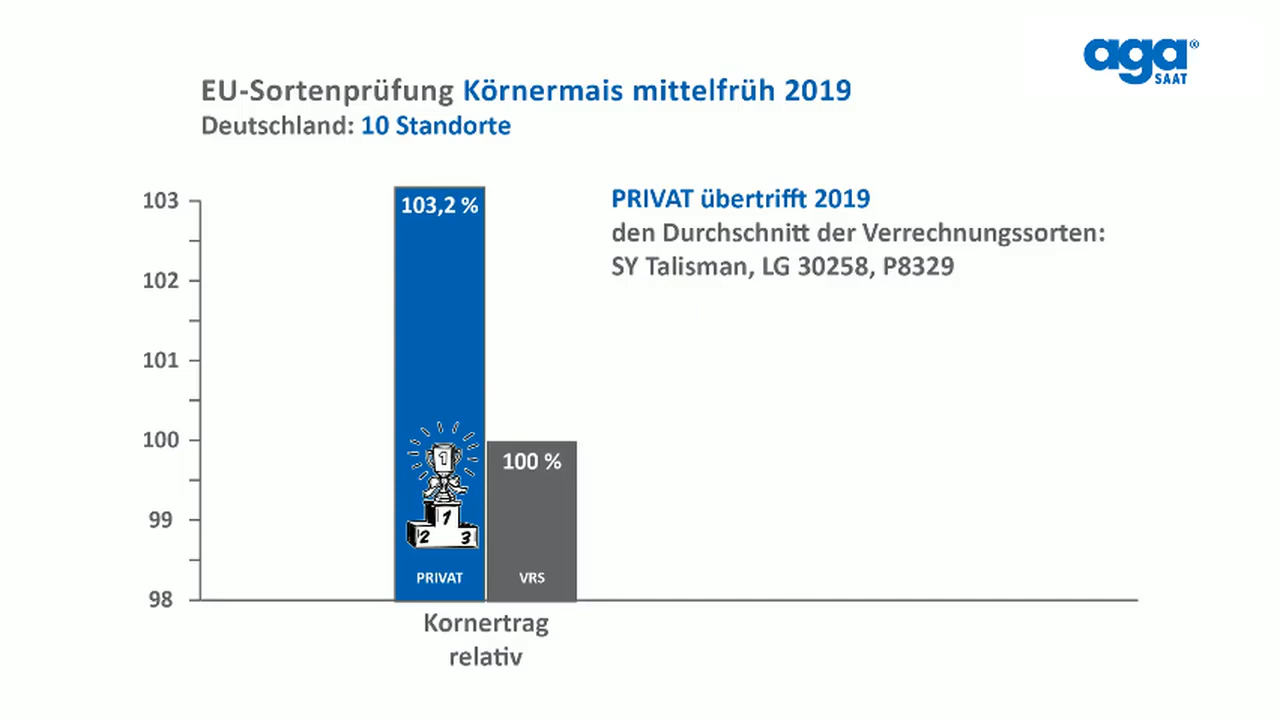 aga®
SAAT
EU-Sortenprüfung Körnermais mittelfrüh 2019
Deutschland: 10 Standorte
PRIVAT übertrifft 2019
den Durchschnitt der Verrechnungssorten:
SY Talisman, LG 30258, P8329
103
102
101
100
99
98
103,2 %
1
1
2 3
PRIVAT
100 %
VRS
Kornertrag
relativ